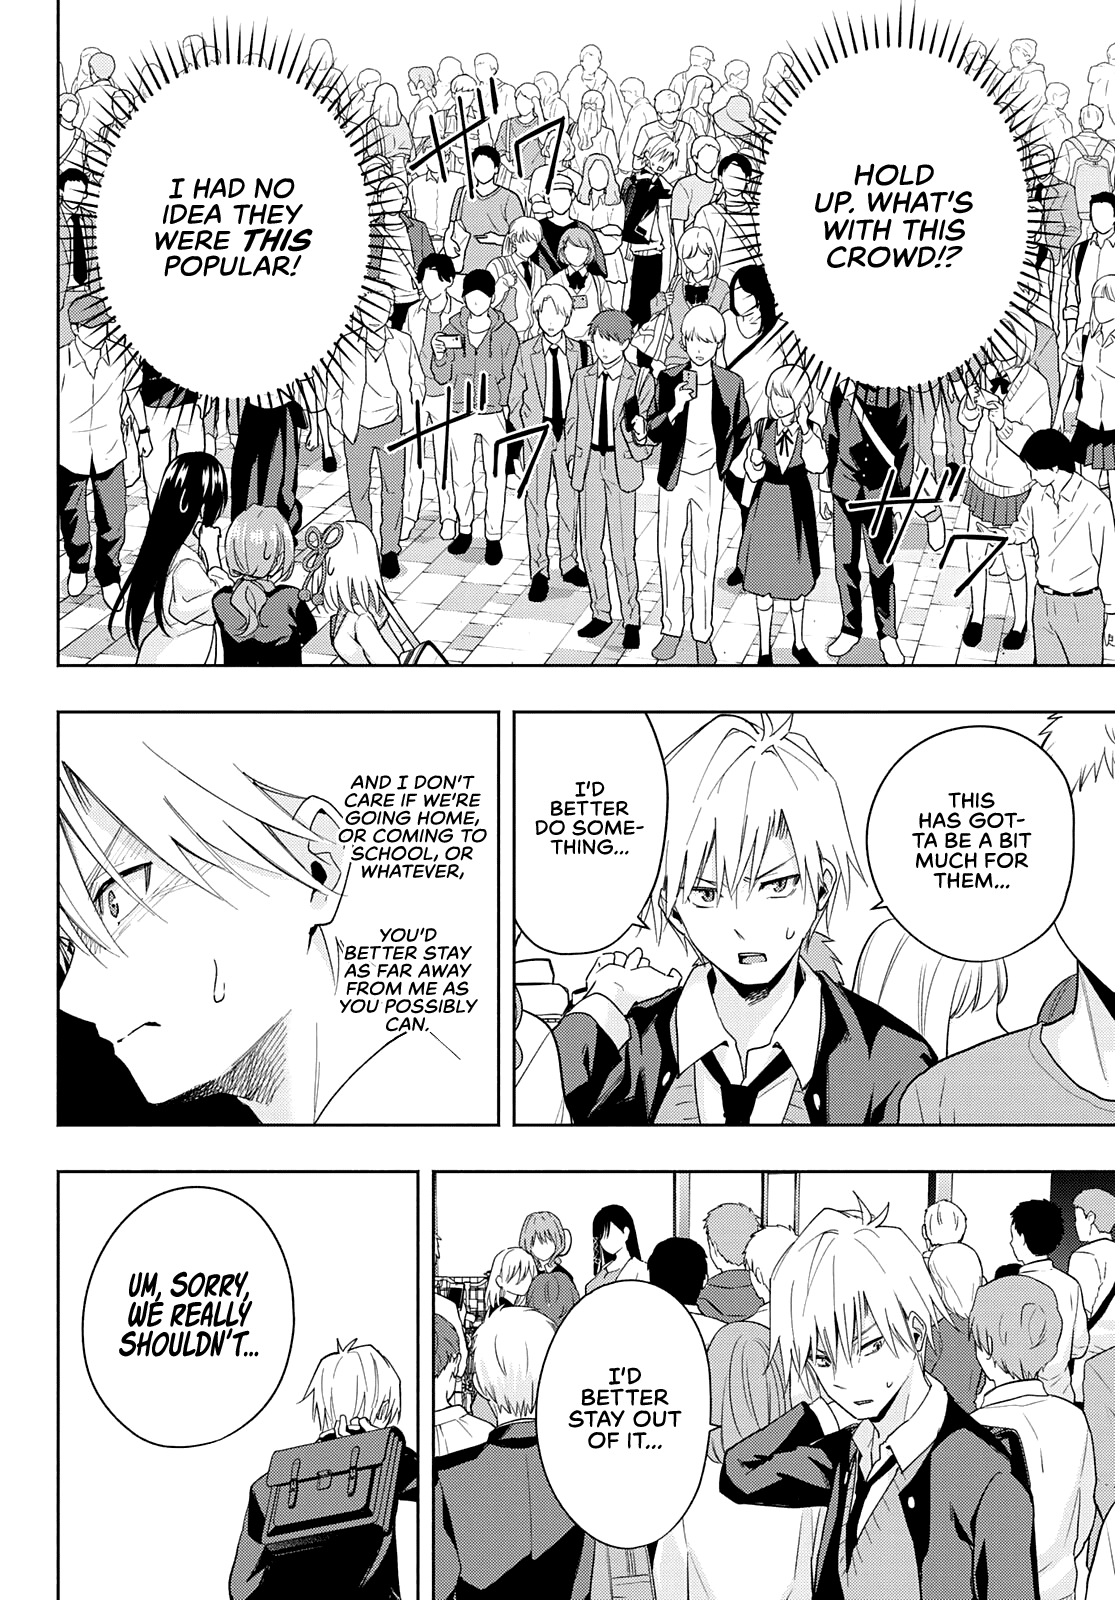 HOLD
UP. WHAT'S
WITH THIS
CROWD!?
I HAD NO
IDEA THEY
WERE THIS
POPULAR!
ザワ
ザワ
ザワ
THIS
HAS GOT-
TA BE A BIT
MUCH FOR
THEM...
I'D
BETTER
DO SOME-
THING...
AND I DON'T
CARE IF WE'RE
GOING HOME,
OR COMING TO
SCHOOL, OR
WHATEVER,
YOU'D
BETTER STAY
AS FAR AWAY
FROM ME AS
YOU POSSIBLY
CAN.
I'D
BETTER
STAY OUT
OF IT...
UM, SORRY,
WE REALLY
SHOULDN'T...